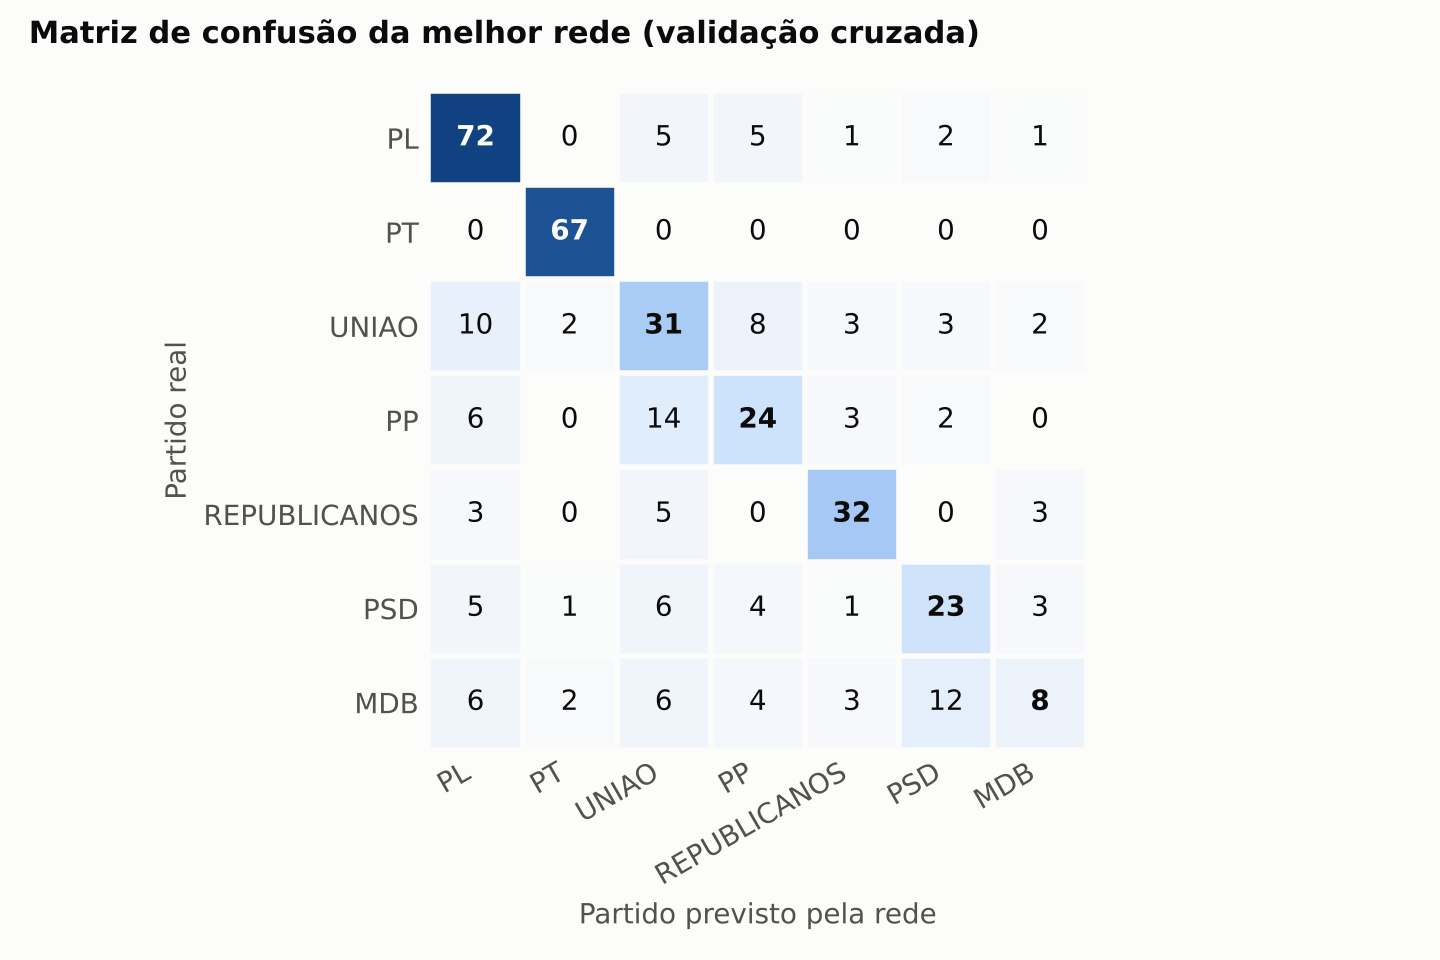 Matriz de confusão da melhor rede (validação cruzada)
Partido real
PL 72 0 5 5 1 2 1
PT 0 67 0 0 0 0 0
UNIAO 10 2 31 8 3 3 2
PP 6 0 14 24 3 2 0
REPUBLICANOS 3 0 5 0 32 0 3
PSD 5 1 6 4 1 23 3
MDB 6 2 6 4 3 12 8
PL PT UNIAO PP REPUBLICANOS PSD MDB
Partido previsto pela rede